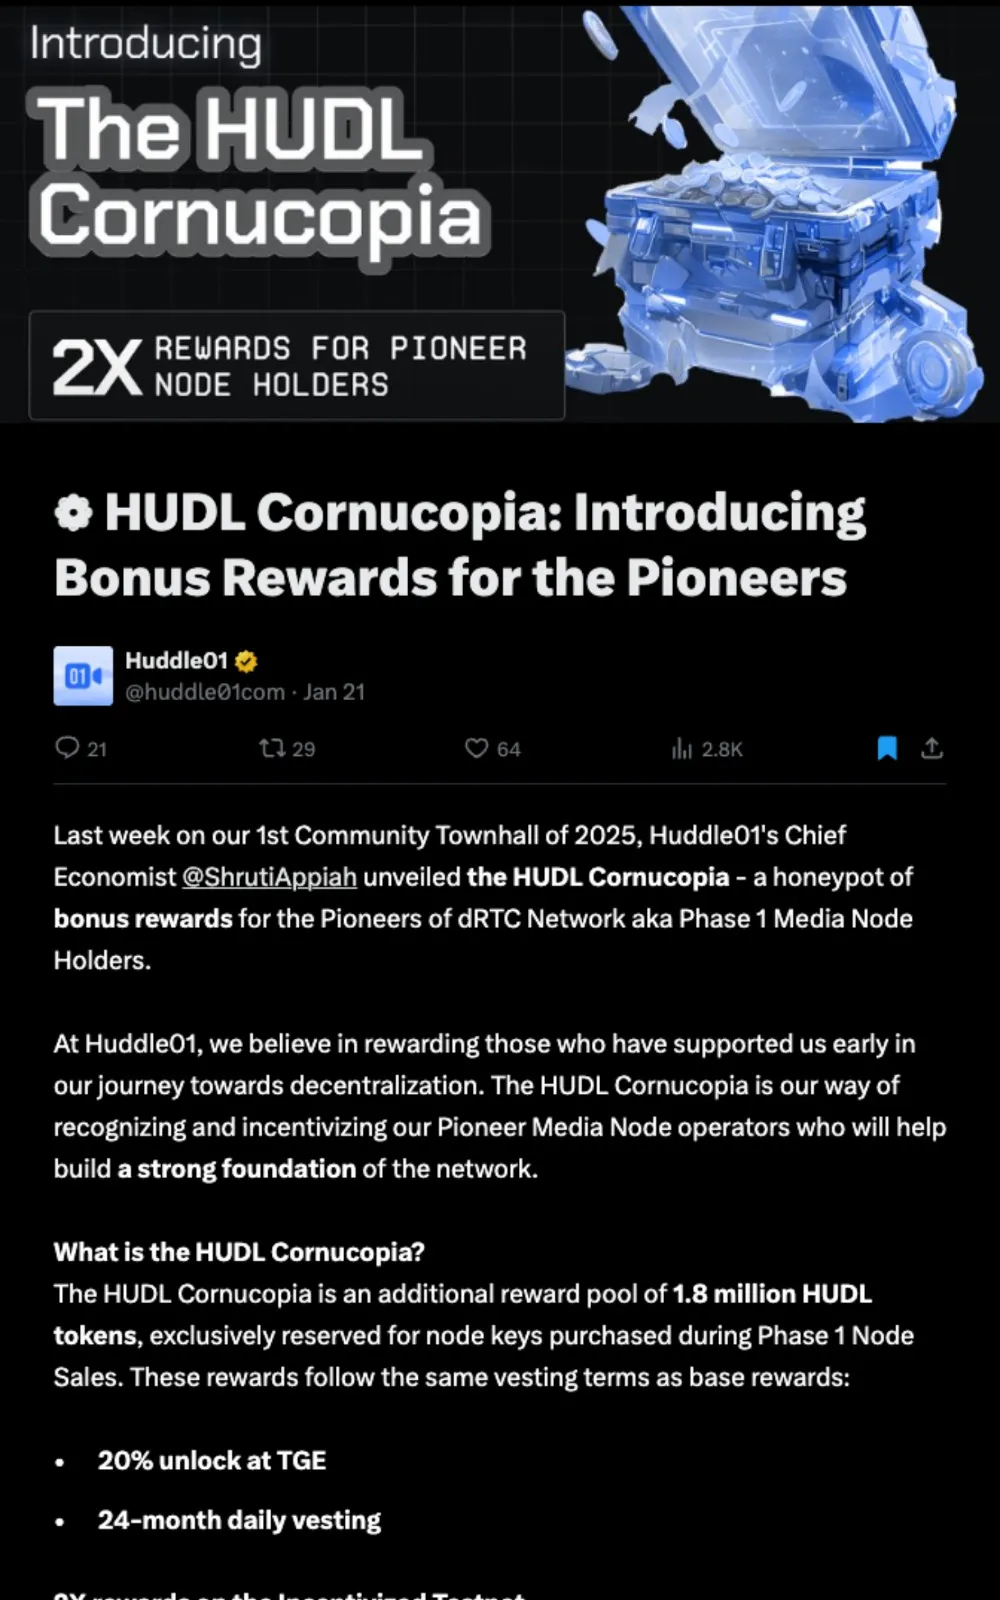 Introducing
The HUDL
Cornucopia
2X REWARDS FOR PIONEER
NODE HOLDERS
HUDL Cornucopia: Introducing
Bonus Rewards for the Pioneers
01
Huddle01
@huddle01com · Jan 21
21 29 64 2.8K
Last week on our 1st Community Townhall of 2025, Huddle01's Chief
Economist @ShrutiAppiah unveiled the HUDL Cornucopia - a honeypot of
bonus rewards for the Pioneers of dRTC Network aka Phase 1 Media Node
Holders.
At Huddle01, we believe in rewarding those who have supported us early in
our journey towards decentralization. The HUDL Cornucopia is our way of
recognizing and incentivizing our Pioneer Media Node operators who will help
build a strong foundation of the network.
What is the HUDL Cornucopia?
The HUDL Cornucopia is an additional reward pool of 1.8 million HUDL
tokens, exclusively reserved for node keys purchased during Phase 1 Node
Sales. These rewards follow the same vesting terms as base rewards:
• 20% unlock at TGE
• 24-month daily vesting
2X rewards on the Incentivized Testnet